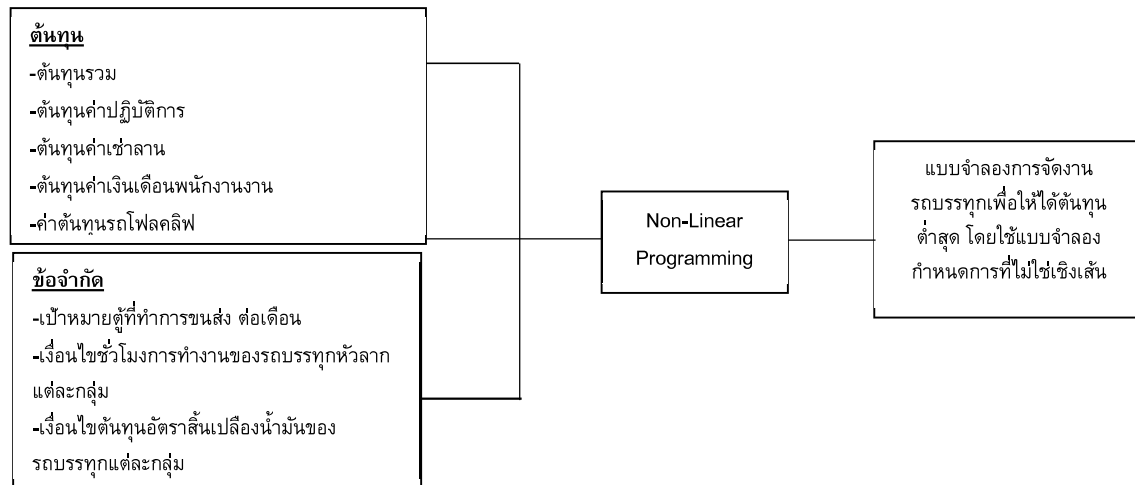 ต้นทุน
-ต้นทุนรวม
-ต้นทุนค่าปฏิบัติการ
-ต้นทุนค่าเช่าลาน
-ต้นทุนค่าเงินเดือนพนักงานงาน
-ค่าต้นทุนรถโฟลคลิฟ
ข้อจำกัด
-เป้าหมายตู้ที่ทำการขนส่ง ต่อเดือน
-เงื่อนไขชั่วโมงการทำงานของรถบรรทุกหัวลาก
แต่ละกลุ่ม
-เงื่อนไขต้นทุนอัตราสิ้นเปลืองน้ำมันของ
รถบรรทุกแต่ละกลุ่ม
Non-Linear
Programming
แบบจำลองการจัดงาน
รถบรรทุกเพื่อให้ได้ต้นทุน
ต่ำสุด โดยใช้แบบจำลอง
กำหนดการที่ไม่ใช่เชิงเส้น